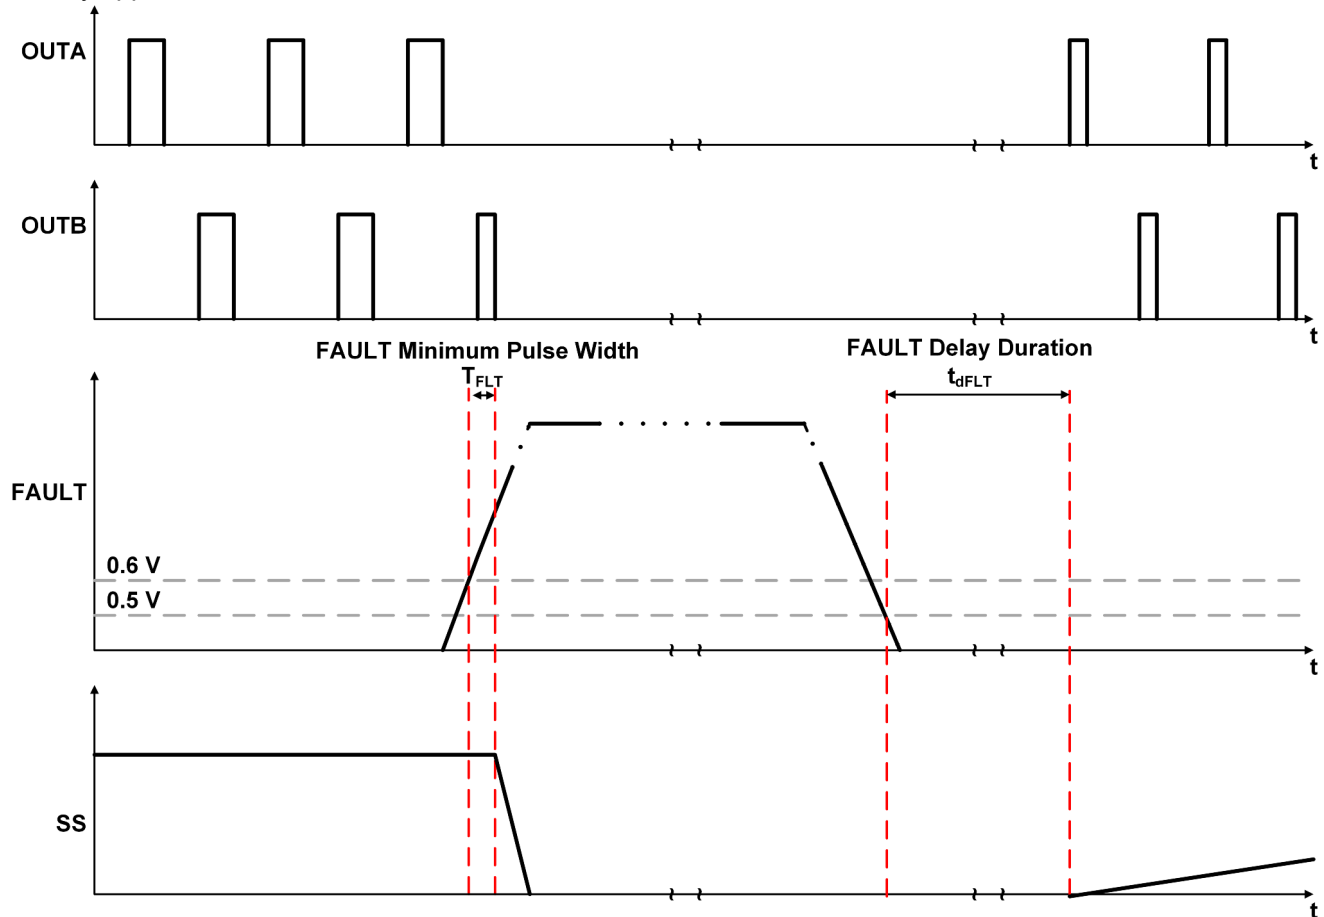 OUTA
t
OUTB
t
FAULT Minimum Pulse Width
FAULT Delay Duration
TFLT
tdFLT
FAULT
0.6 V
0.5 V
t
SS
t